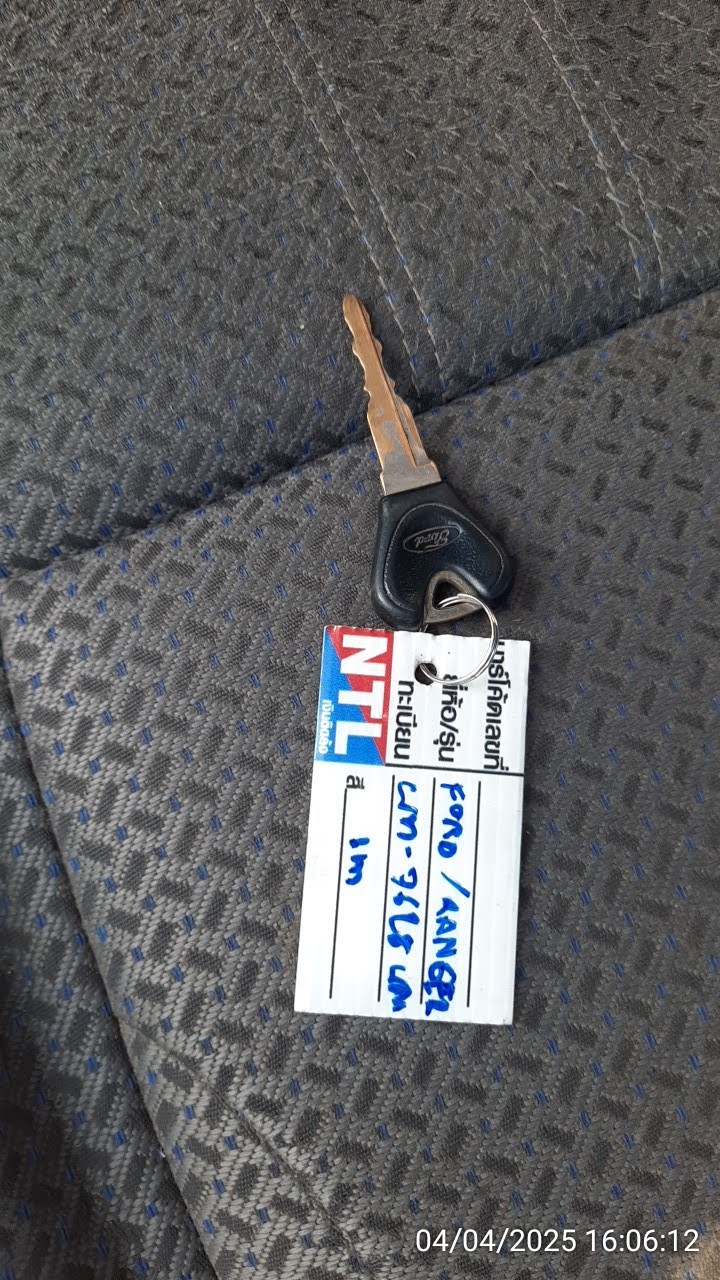 Ford
NTL
เงินติดล้อ
บาร์โค้ดเลขที่
ยี่ห้อ/รุ่น FORD / RANGER
ทะเบียน
สี เทา
04/04/2025 16:06:12